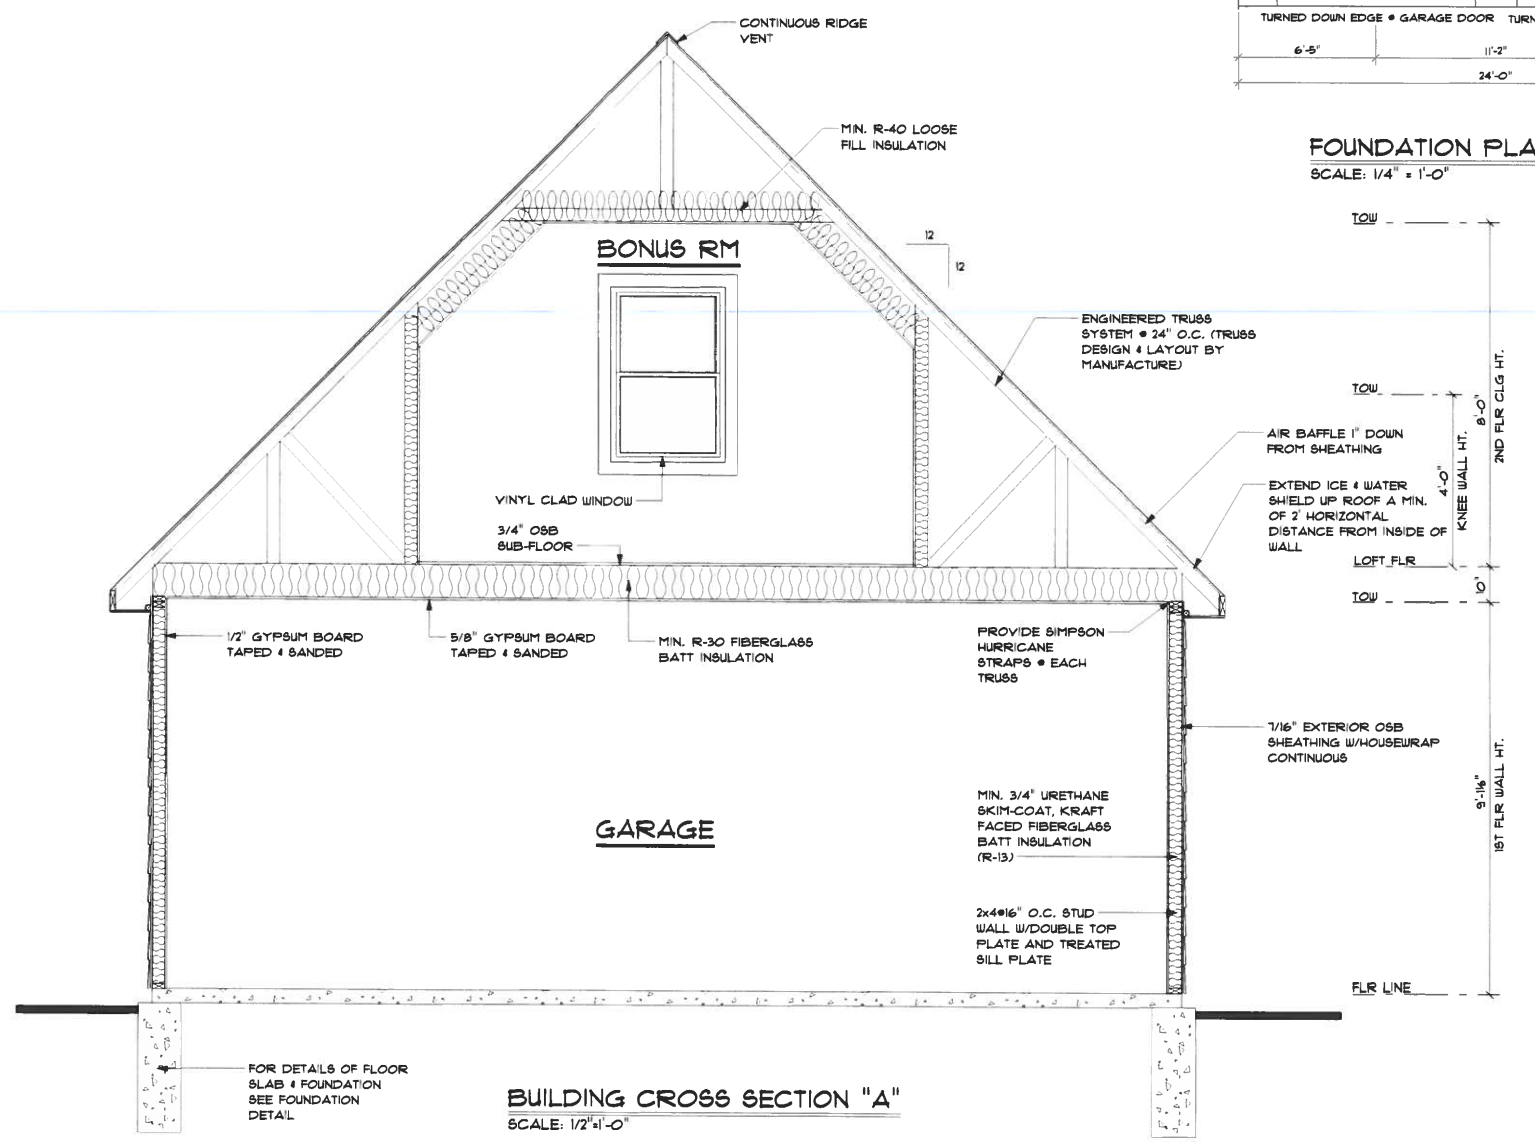 CONTINUOUS RIDGE
VENT
TURNED DOWN EDGE @ GARAGE DOOR
6'-5"
11'-2"
24'-0"
MIN. R-40 LOOSE
FILL INSULATION
FOUNDATION PLA
SCALE: 1/4" = 1'-0"
TOW
BONUS RM
12
12
ENGINEERED TRUSS
SYSTEM @ 24" O.C. (TRUSS
DESIGN & LAYOUT BY
MANUFACTURE)
TOW
8'-0"
2ND FLR CLG HT.
4'-0"
KNEE WALL HT.
AIR BAFFLE 1" DOWN
FROM SHEATHING
EXTEND ICE & WATER
SHIELD UP ROOF A MIN.
OF 2' HORIZONTAL
DISTANCE FROM INSIDE OF
WALL
VINYL CLAD WINDOW
3/4" OSB
SUB-FLOOR
LOFT FLR
10"
TOW
1/2" GYPSUM BOARD
TAPED & SANDED
5/8" GYPSUM BOARD
TAPED & SANDED
MIN. R-30 FIBERGLASS
BATT INSULATION
PROVIDE SIMPSON
HURRICANE
STRAPS @ EACH
TRUSS
7/16" EXTERIOR OSB
SHEATHING W/HOUSEWRAP
CONTINUOUS
1ST FLR WALL HT.
MIN. 3/4" URETHANE
SKIM-COAT, KRAFT
FACED FIBERGLASS
BATT INSULATION
(R-13)
GARAGE
2x4@16" O.C. STUD
WALL W/DOUBLE TOP
PLATE AND TREATED
SILL PLATE
FLR LINE
FOR DETAILS OF FLOOR
SLAB & FOUNDATION
SEE FOUNDATION
DETAIL
BUILDING CROSS SECTION "A"
SCALE: 1/2"=1'-0"